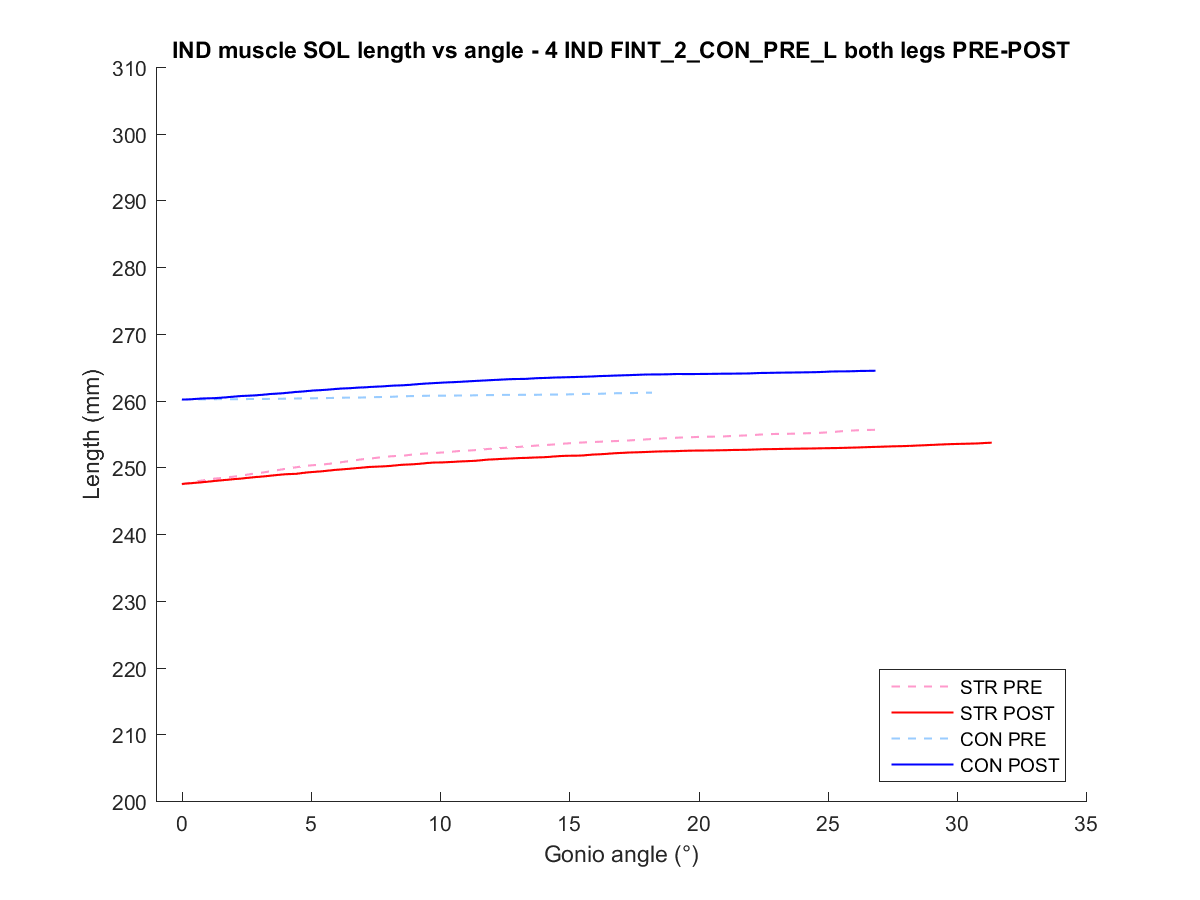 IND muscle SOL length vs angle - 4 IND FINT_2_CON_PRE_L both legs PRE-POST
310
300
290
280
270
260
250
240
230
220
210
200
Length (mm)
0 5 10 15 20 25 30 35
Gonio angle (°)
STR PRE
STR POST
CON PRE
CON POST